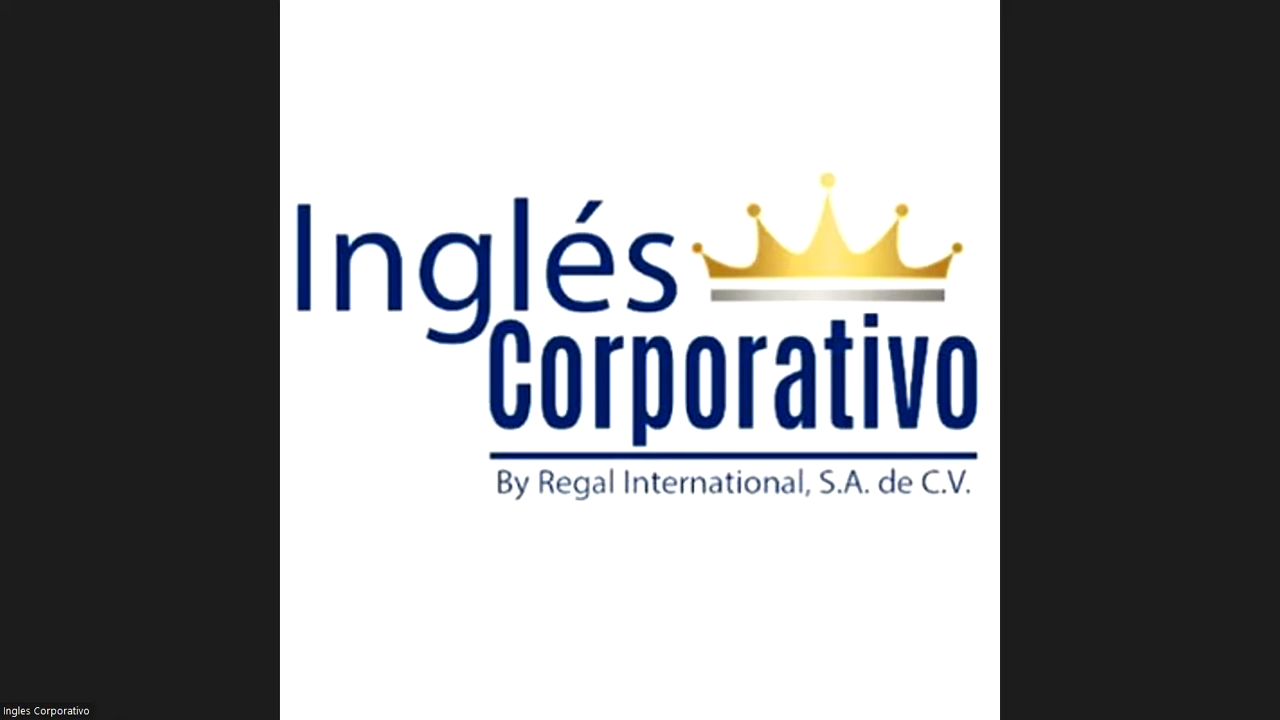 Inglés
Corporativo
By Regal International, S.A. de C.V.
Ingles Corporativo